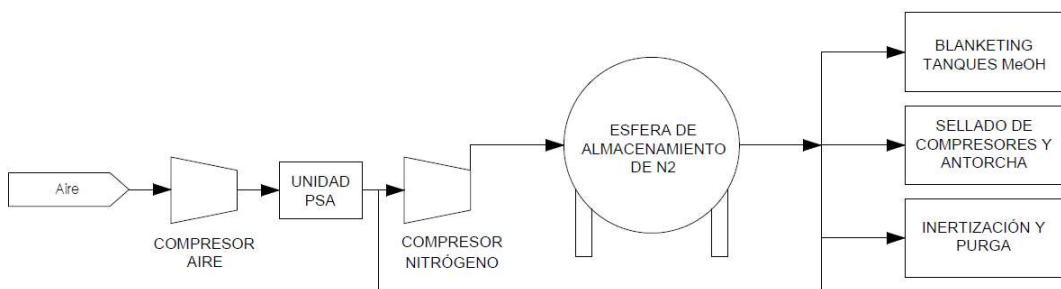 Aire
COMPRESOR
AIRE
UNIDAD
PSA
COMPRESOR
NITRÓGENO
ESFERA DE
ALMACENAMIENTO
DE N2
BLANKETING
TANQUES MeOH
SELLADO DE
COMPRESORES Y
ANTORCHA
INERTIZACIÓN Y
PURGA